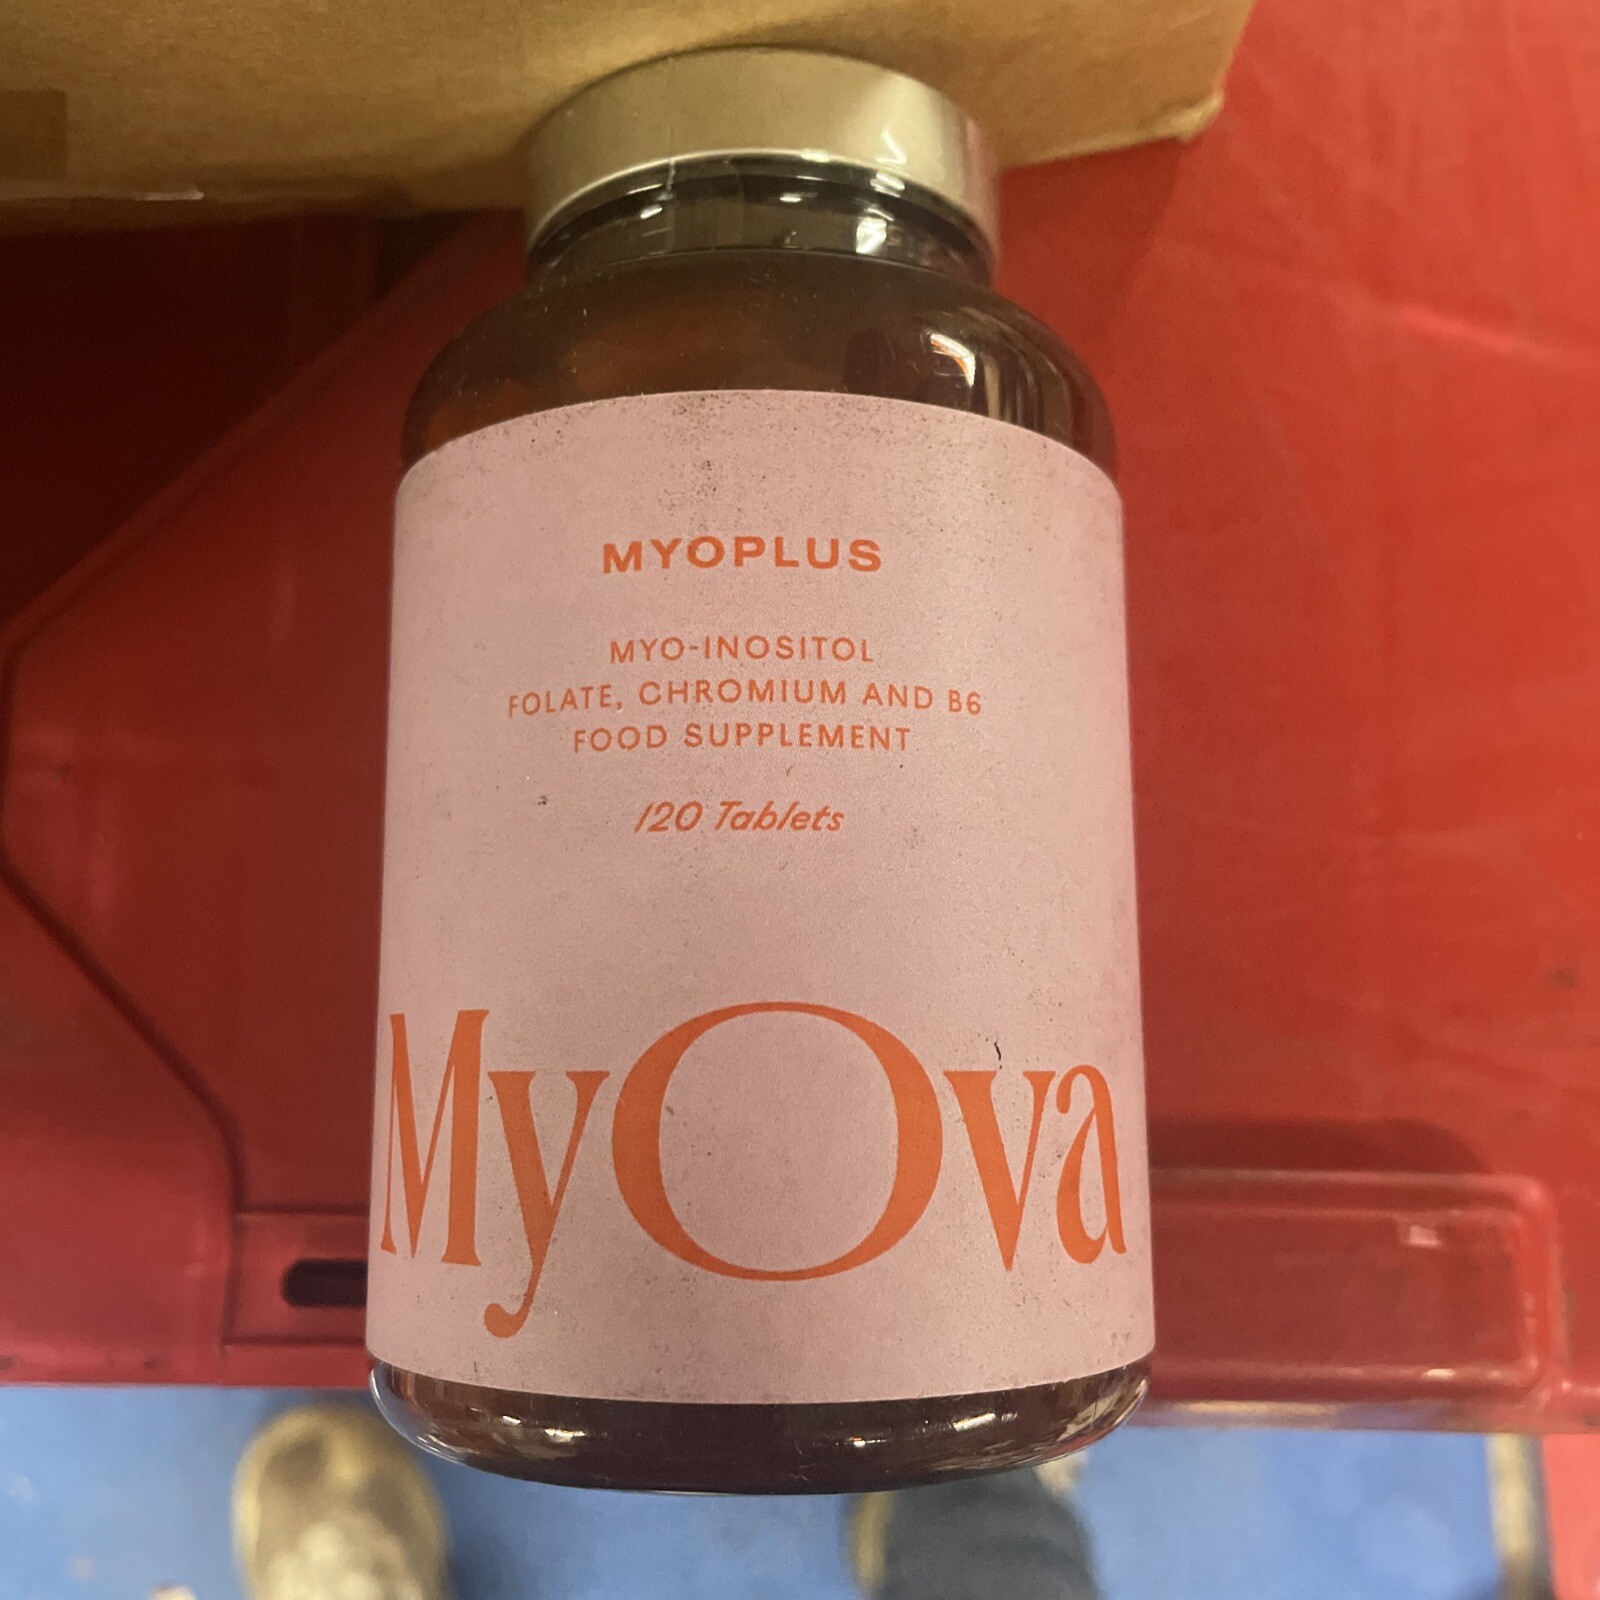 MYOPLUS
MYO-INOSITOL
FOLATE, CHROMIUM AND B6
FOOD SUPPLEMENT
120 Tablets
MyOva